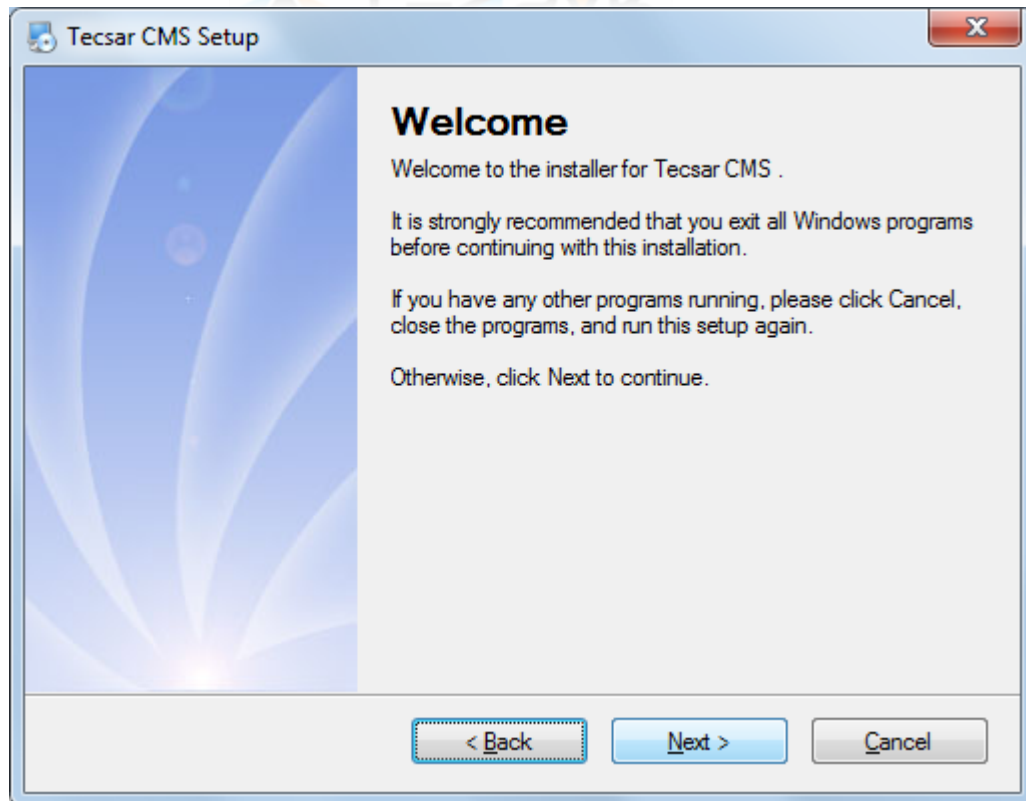 Tecsar CMS Setup
Welcome
Welcome to the installer for Tecsar CMS .
It is strongly recommended that you exit all Windows programs
before continuing with this installation.
If you have any other programs running, please click Cancel,
close the programs, and run this setup again.
Otherwise, click Next to continue.
< Back
Next >
Cancel